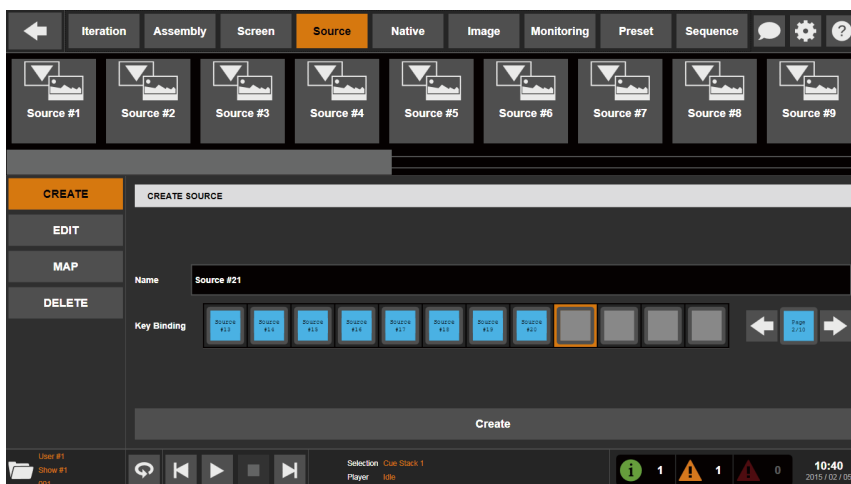 Iteration Assembly Screen Source Native Image Monitoring Preset Sequence ?
Source #1 Source #2 Source #3 Source #4 Source #5 Source #6 Source #7 Source #8 Source #9
CREATE
CREATE SOURCE
EDIT
MAP
DELETE
Name Source #21
Key Binding
Source Source Source Source Source Source Source Source
#13 #14 #15 #16 #17 #18 #19 #20
Page
2/10
Create
User #1
Show #1
001
Selection Cue Stack 1
Player Idle
i 1 ! 1 ! 0
10:40
2015 / 02 / 05